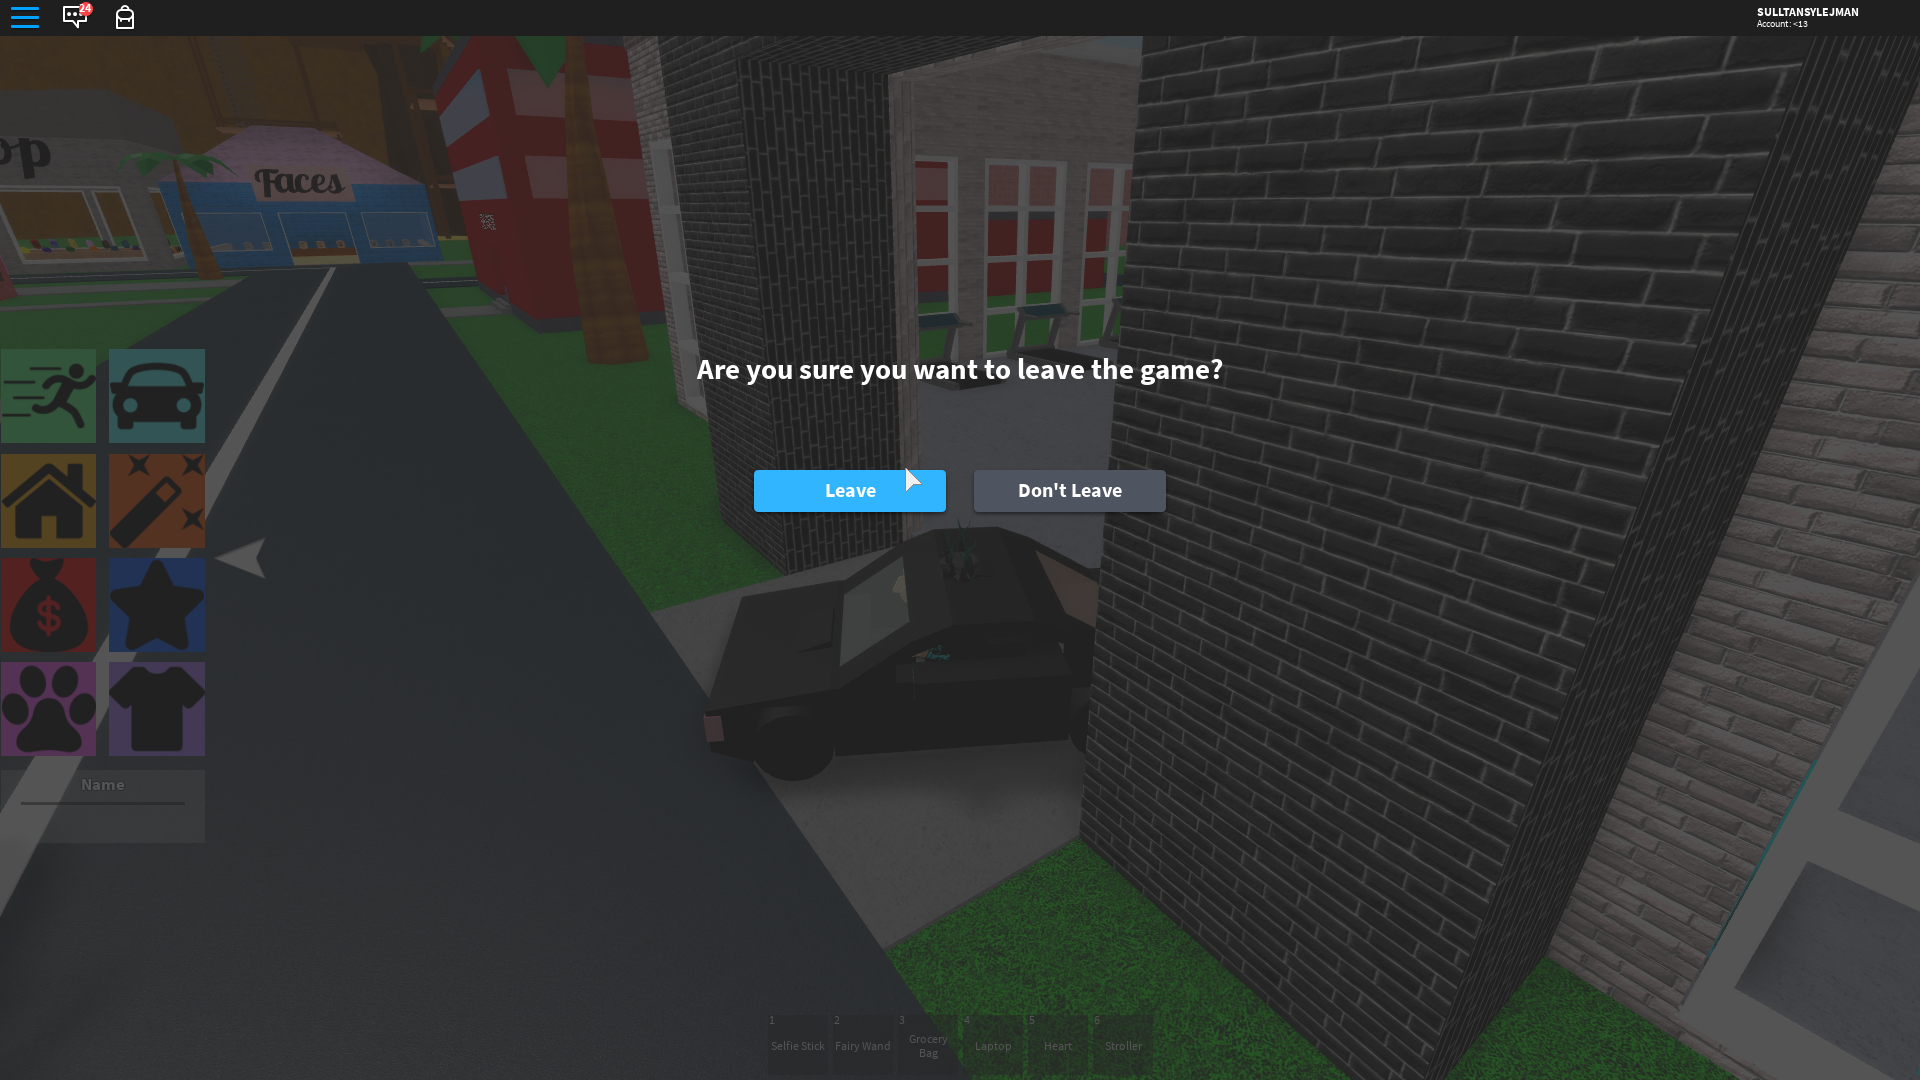 24
SULLTANSYLEJMAN
Account: <13
op
Faces
Are you sure you want to leave the game?
Leave
Don't Leave
Name
1
2
3
4
5
6
Selfie Stick
Fairy Wand
Grocery
Bag
Laptop
Heart
Stroller